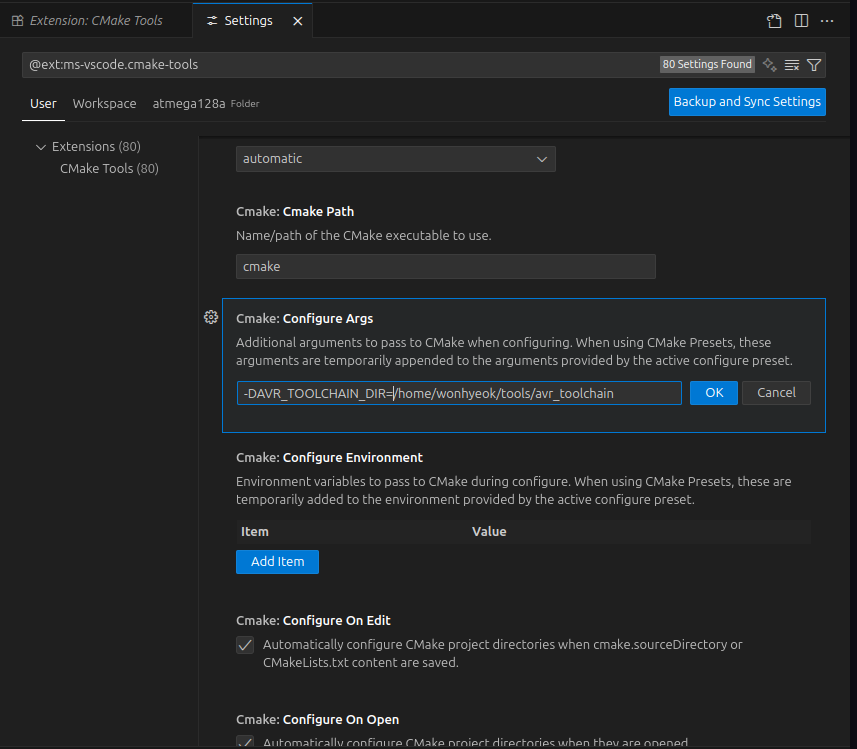 Extension: CMake Tools
Settings
@ext:ms-vscode.cmake-tools
80 Settings Found
User
Workspace
atmega128a Folder
Backup and Sync Settings
Extensions (80)
CMake Tools (80)
automatic
Cmake: Cmake Path
Name/path of the CMake executable to use.
cmake
Cmake: Configure Args
Additional arguments to pass to CMake when configuring. When using CMake Presets, these
arguments are temporarily appended to the arguments provided by the active configure preset.
-DAVR_TOOLCHAIN_DIR=/home/wonhyeok/tools/avr_toolchain
OK
Cancel
Cmake: Configure Environment
Environment variables to pass to CMake during configure. When using CMake Presets, these are
temporarily added to the environment provided by the active configure preset.
Item
Value
Add Item
Cmake: Configure On Edit
Automatically configure CMake project directories when cmake.sourceDirectory or
CMakeLists.txt content are saved.
Cmake: Configure On Open
Automatically configure CMake project directories when they are opened.